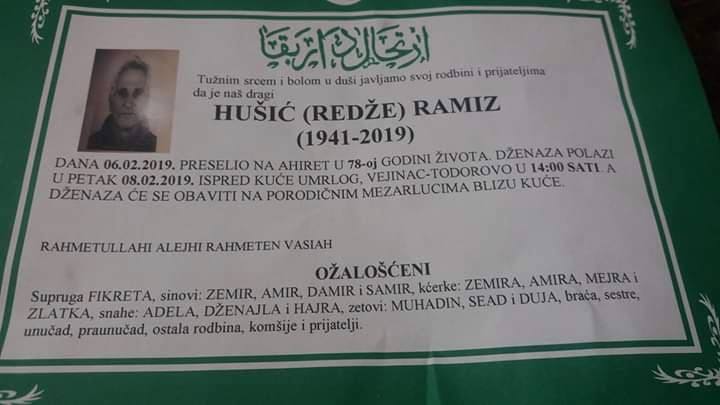 ارتحال دار بقا
Tužnim srcem i bolom u duši javljamo svoj rodbini i prijateljima
da je naš dragi
HUŠIĆ (REDŽE) RAMIZ
(1941-2019)
DANA 06.02.2019. PRESELIO NA AHIRET U 78-oj GODINI ŽIVOTA. DŽENAZA POLAZI
U PETAK 08.02.2019. ISPRED KUĆE UMRLOG, VEJINAC-TODOROVO U 14:00 SATI. A
DŽENAZA ĆE SE OBAVITI NA PORODIČNIM MEZARLUCIMA BLIZU KUĆE.
RAHMETULLAHI ALEJHI RAHMETEN VASIAH
OŽALOŠĆENI
Supruga FIKRETA, sinovi: ZEMIR, AMIR, DAMIR i SAMIR, kćerke: ZEMIRA, AMIRA, MEJRA i
ZLATKA, snahe: ADELA, DŽENAJLA i HAJRA, zetovi: MUHADIN, SEAD i DUJA, braća, sestre,
unučad, praunučad, ostala rodbina, komšije i prijatelji.